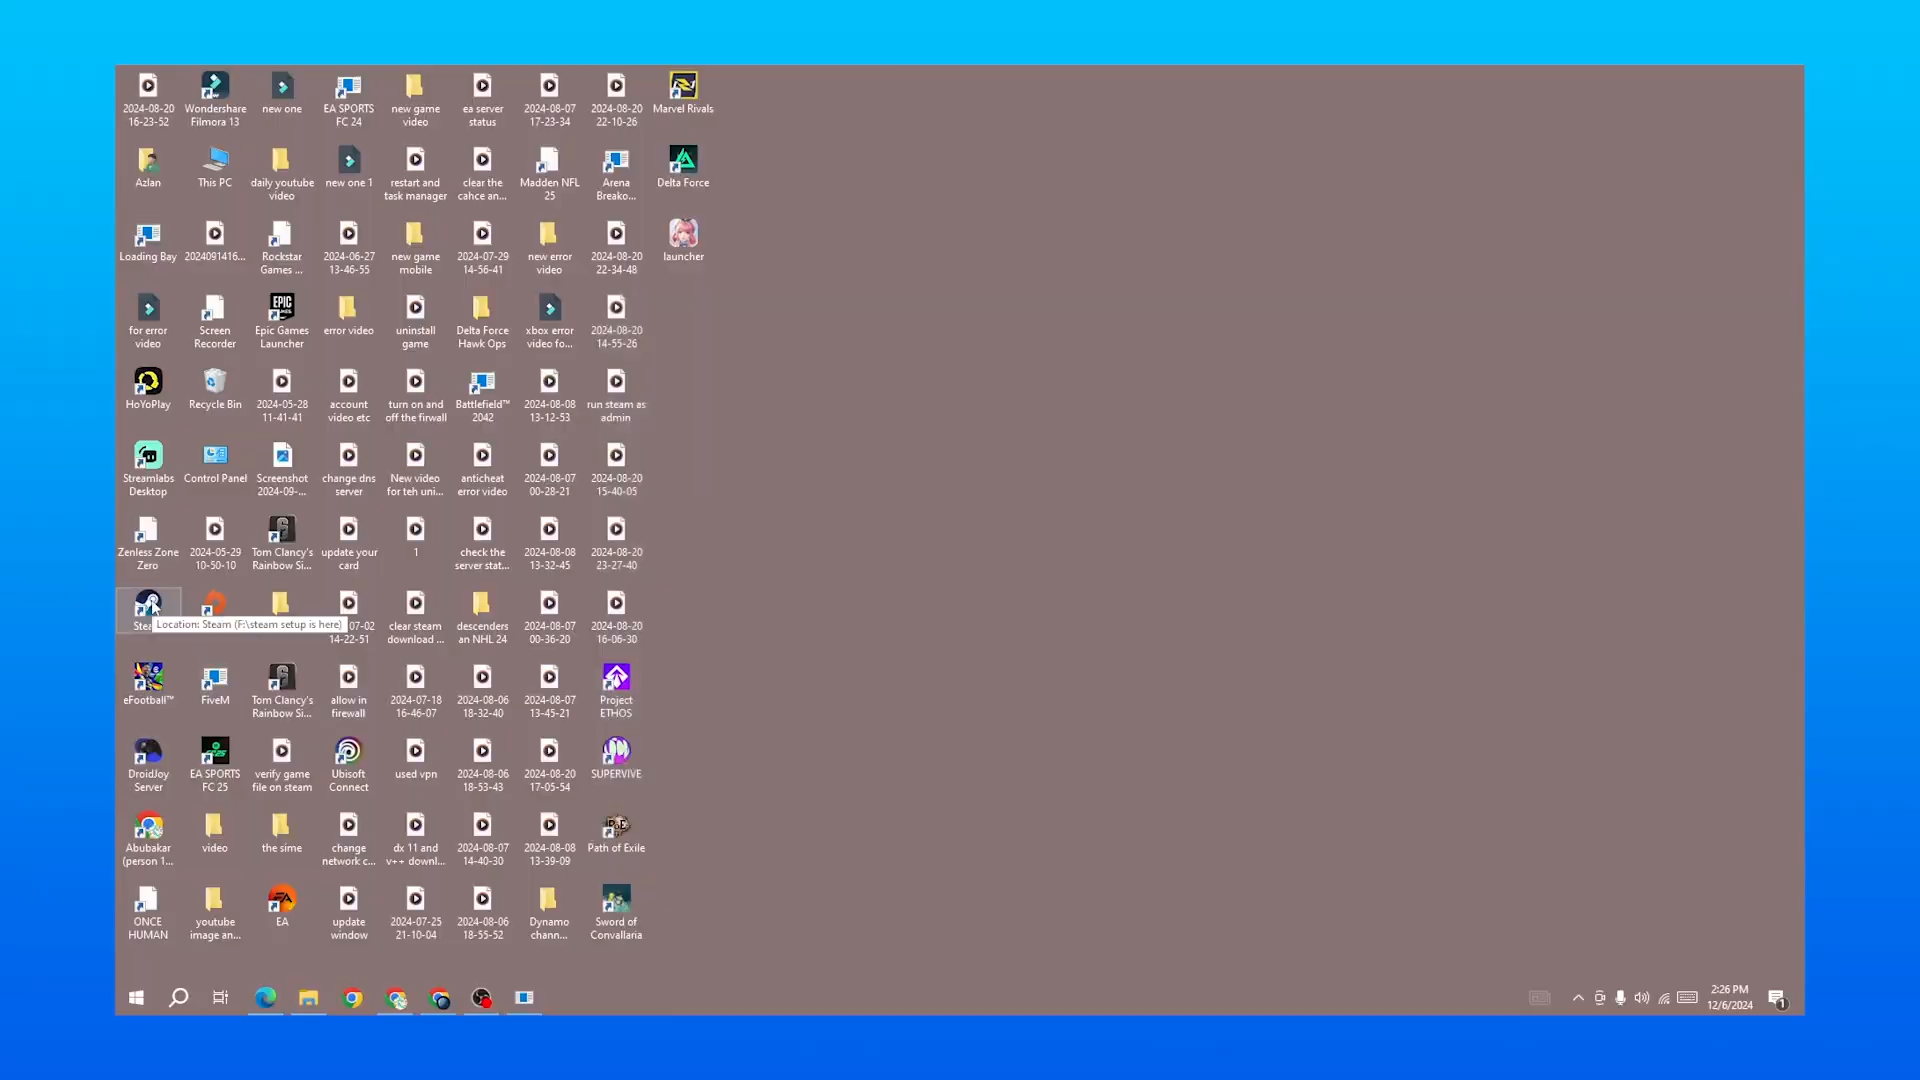 2024-08-20
16-23-52
Wondershare
Filmora 13
new one
EA SPORTS
FC 24
new game
video
ea server
status
2024-08-07
17-23-34
2024-08-20
22-10-26
Marvel Rivals
Azlan
This PC
daily youtube
video
new one 1
restart and
task manager
clear the
cahce an...
Madden NFL
25
Arena
Breako...
Delta Force
Loading Bay
2024091416...
Rockstar
Games ...
2024-06-27
13-46-55
new game
mobile
2024-07-29
14-56-41
new error
video
2024-08-20
22-34-48
launcher
for error
video
Screen
Recorder
EPIC
Epic Games
Launcher
error video
uninstall
game
Delta Force
Hawk Ops
xbox error
video fo...
2024-08-20
14-55-26
HoYoPlay
Recycle Bin
2024-05-28
11-41-41
account
video etc
turn on and
off the firwall
Battlefield™
2042
2024-08-08
13-12-53
run steam as
admin
Streamlabs
Desktop
Control Panel
Screenshot
2024-09-...
change dns
server
New video
for teh uni...
anticheat
error video
2024-08-07
00-28-21
2024-08-20
15-40-05
Zenless Zone
Zero
2024-05-29
10-50-10
Tom Clancy's
Rainbow Si...
update your
card
1
check the
server stat...
2024-08-08
13-32-45
2024-08-20
23-27-40
Location: Steam (F:\steam setup is here)
07-02
14-22-51
clear steam
download ...
descenders
an NHL 24
2024-08-07
00-36-20
2024-08-20
16-06-30
eFootball™
FiveM
Tom Clancy's
Rainbow Si...
allow in
firewall
2024-07-18
16-46-07
2024-08-06
18-32-40
2024-08-07
13-45-21
Project
ETHOS
DroidJoy
Server
EA SPORTS
FC 25
verify game
file on steam
Ubisoft
Connect
used vpn
2024-08-06
18-53-43
2024-08-20
17-05-54
SUPERVIVE
Abubakar
(person 1...
video
the sime
change
network c...
dx 11 and
v++ downl...
2024-08-07
14-40-30
2024-08-08
13-39-09
Path of Exile
ONCE
HUMAN
youtube
image an...
EA
update
window
2024-07-25
21-10-04
2024-08-06
18-55-52
Dynamo
chann...
Sword of
Convallaria
2:26 PM
12/6/2024
1